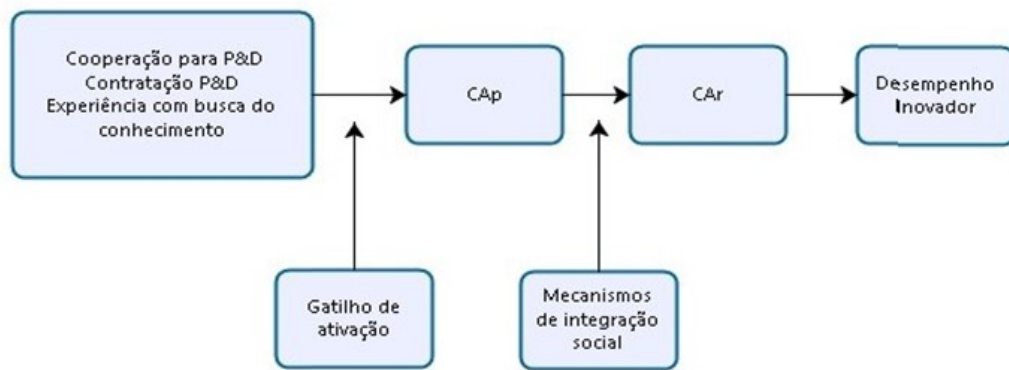 Cooperação para P&D
Contratação P&D
Experiência com busca do
conhecimento
CAp
CAr
Desempenho
Inovador
Gatilho de
ativação
Mecanismos
de integração
social